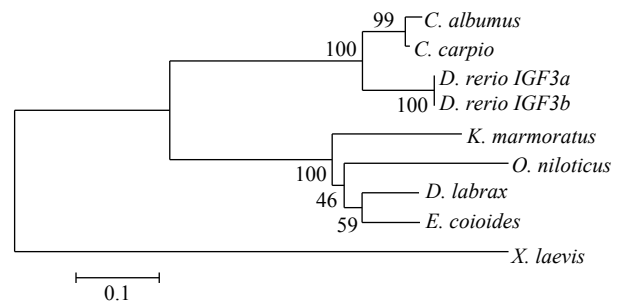 99
C. albumus
100
C. carpio
D. rerio IGF3a
100
D. rerio IGF3b
K. marmoratus
100
O. niloticus
46
D. labrax
59
E. coioides
X. laevis
0.1